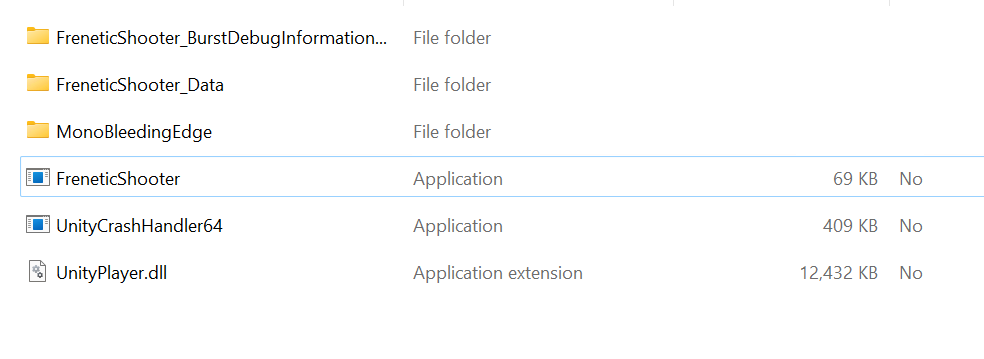 FreneticShooter_BurstDebugInformation... File folder
FreneticShooter_Data File folder
MonoBleedingEdge File folder
FreneticShooter Application 69 KB No
UnityCrashHandler64 Application 409 KB No
UnityPlayer.dll Application extension 12,432 KB No